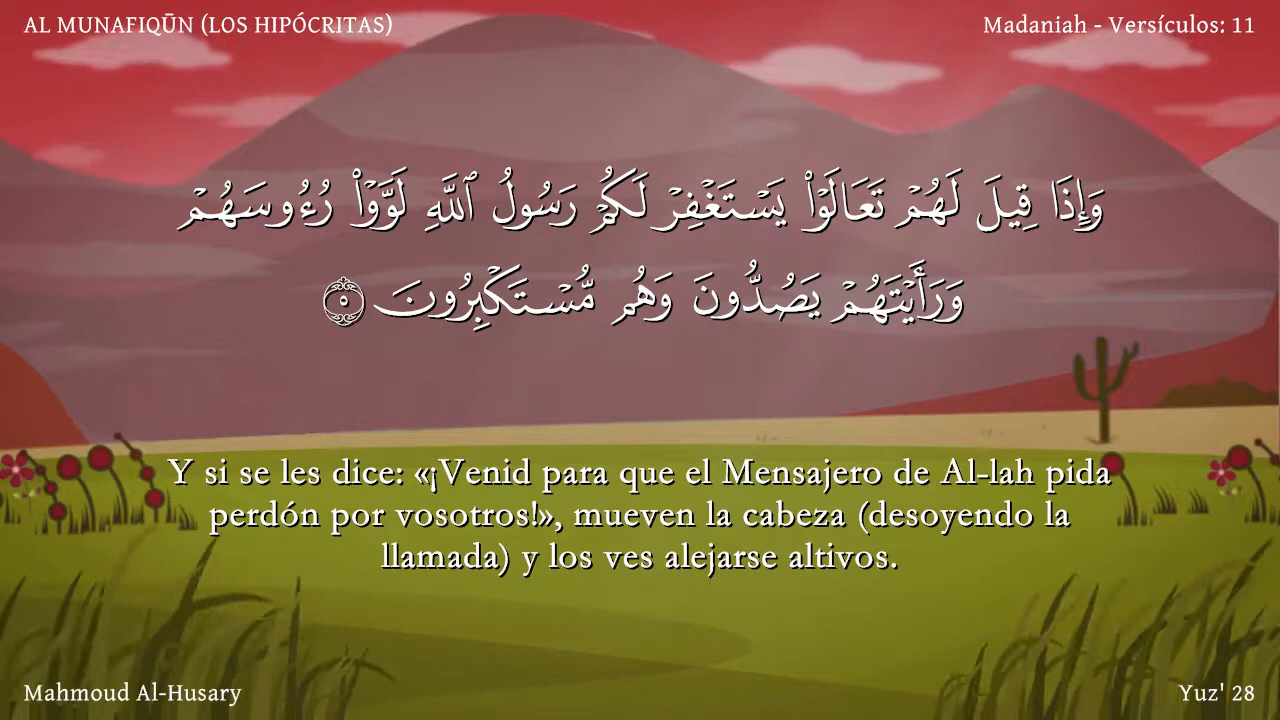 AL MUNAFIQŪN (LOS HIPÓCRITAS)
Madaniah - Versículos: 11
وَإِذَا قِيلَ لَهُمْ تَعَالَوْا۟ يَسْتَغْفِرْ لَكُمْ رَسُولُ ٱللَّهِ لَوَّوْا۟ رُءُوسَهُمْ
وَرَأَيْتَهُمْ يَصُدُّونَ وَهُم مُّسْتَكْبِرُونَ ٥
Y si se les dice: «¡Venid para que el Mensajero de Al-lah pida
perdón por vosotros!», mueven la cabeza (desoyendo la
llamada) y los ves alejarse altivos.
Mahmoud Al-Husary
Yuz' 28